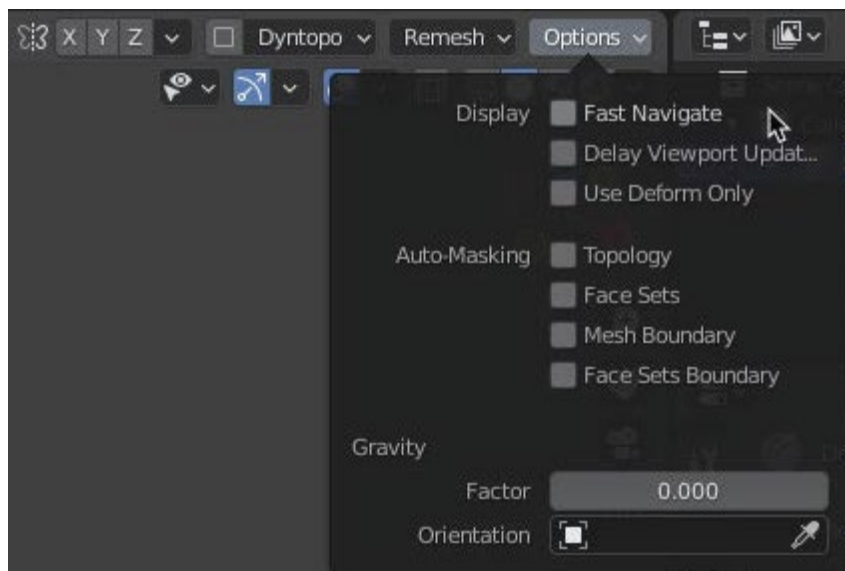 X Y Z Dyntopo Remesh Options
Display Fast Navigate
Delay Viewport Updat...
Use Deform Only
Auto-Masking Topology
Face Sets
Mesh Boundary
Face Sets Boundary
Gravity
Factor 0.000
Orientation